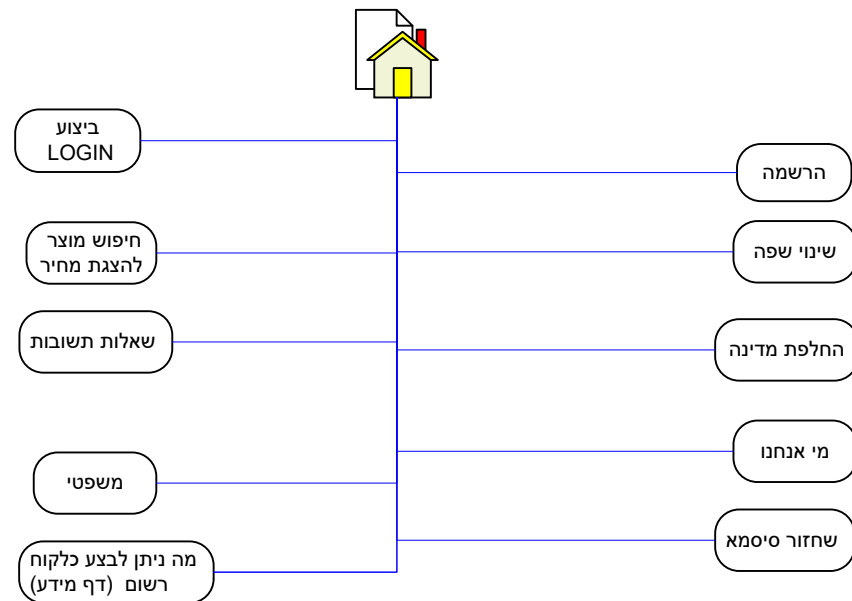 ביצוע
LOGIN
הרשמה
חיפוש מוצר
להצגת מחיר
שינוי שפה
שאלות תשובות
החלפת מדינה
מי אנחנו
משפטי
שחזור סיסמא
מה ניתן לבצע כלקוח
רשום (דף מידע)